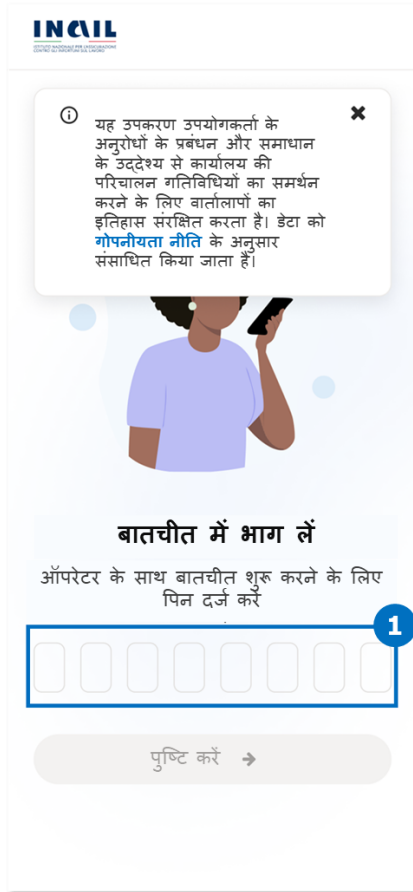 INAIL
ISTITUTO NAZIONALE PER L'ASSICURAZIONE
CONTRO GLI INFORTUNI SUL LAVORO
यह उपकरण उपयोगकर्ता के
अनुरोधों के प्रबंधन और समाधान
के उद्देश्य से कार्यालय की
परिचालन गतिविधियों का समर्थन
करने के लिए वार्तालापों का
इतिहास संरक्षित करता है। डेटा को
गोपनीयता नीति के अनुसार
संसाधित किया जाता है।
बातचीत में भाग लें
ऑपरेटर के साथ बातचीत शुरू करने के लिए
पिन दर्ज करें
1
पुष्टि करें